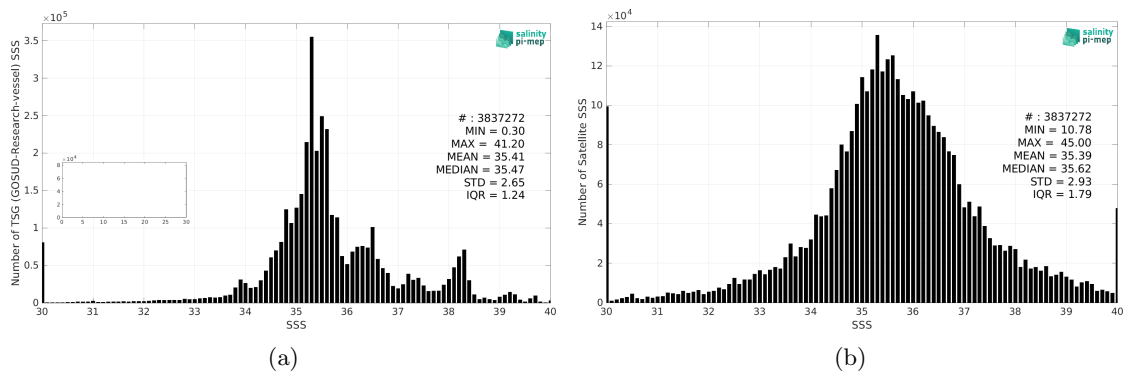 ×10⁵
3.5
3
2.5
2
1.5
1
0.5
0
Number of TSG (GOSUD-Research-vessel) SSS
salinity
pi-mep
# : 3837272
MIN = 0.30
MAX = 41.20
MEAN = 35.41
MEDIAN = 35.47
STD = 2.65
IQR = 1.24
×10⁴
8
6
4
2
0
0 5 10 15 20 25 30
30 31 32 33 34 35 36 37 38 39 40
SSS
(a)
×10⁴
14
12
10
8
6
4
2
0
Number of Satellite SSS
salinity
pi-mep
# : 3837272
MIN = 10.78
MAX = 45.00
MEAN = 35.39
MEDIAN = 35.62
STD = 2.93
IQR = 1.79
30 31 32 33 34 35 36 37 38 39 40
SSS
(b)